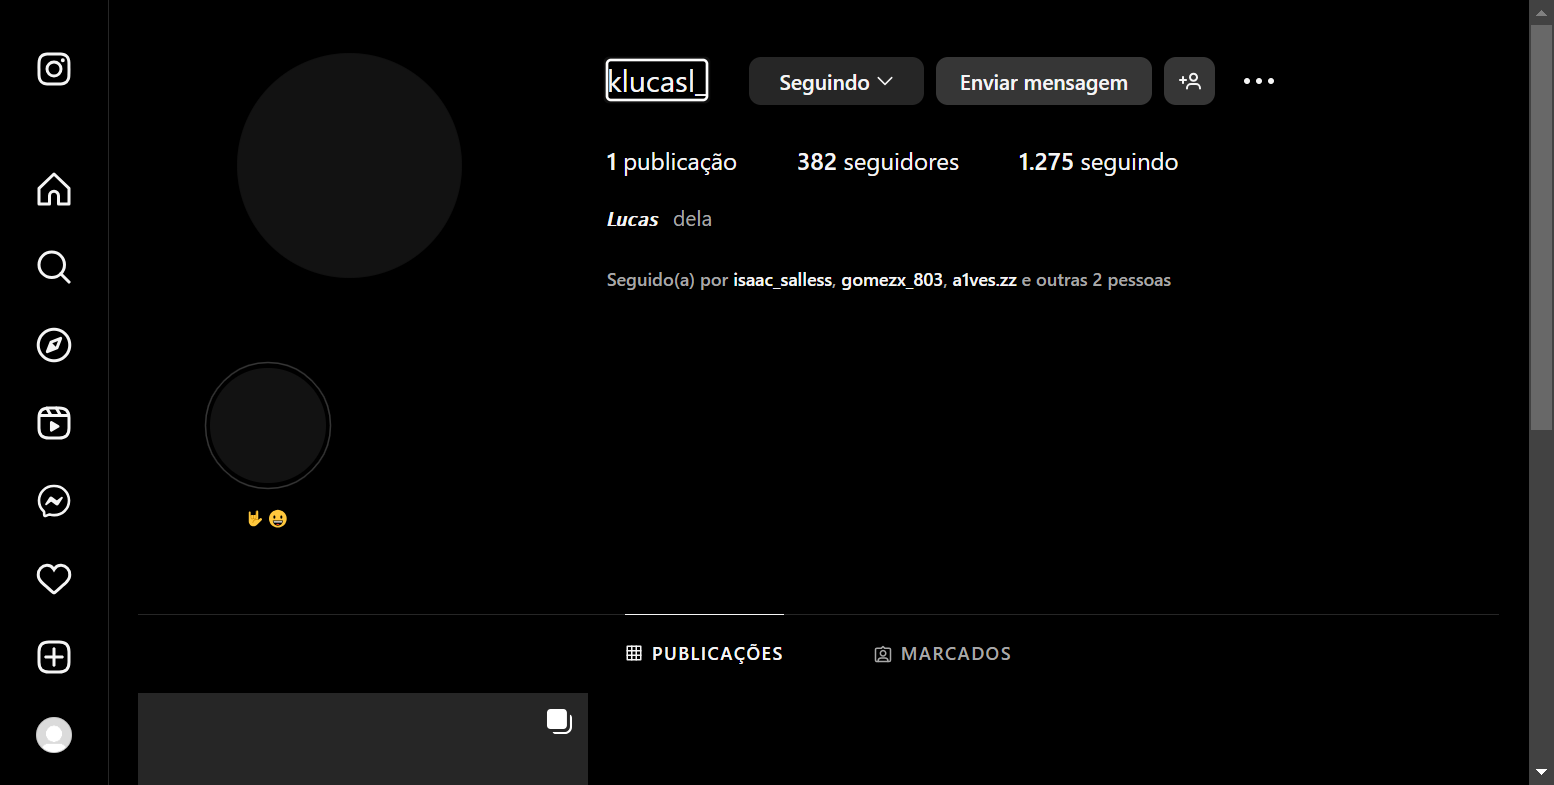 klucasl_ Seguindo Enviar mensagem
1 publicação 382 seguidores 1.275 seguindo
Lucas dela
Seguido(a) por isaac_salless, gomezx_803, a1ves.zz e outras 2 pessoas
🤟 😀
PUBLICAÇÕES MARCADOS